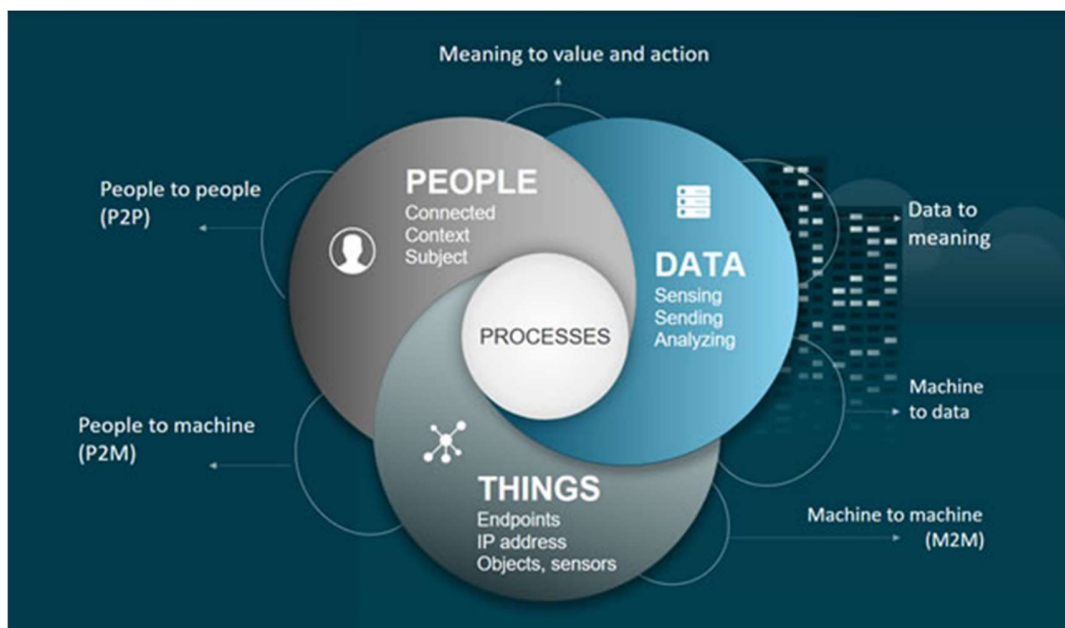 Meaning to value and action
People to people
(P2P)
PEOPLE
Connected
Context
Subject
DATA
Sensing
Sending
Analyzing
Data to
meaning
PROCESSES
People to machine
(P2M)
Machine
to data
THINGS
Endpoints
IP address
Objects, sensors
Machine to machine
(M2M)